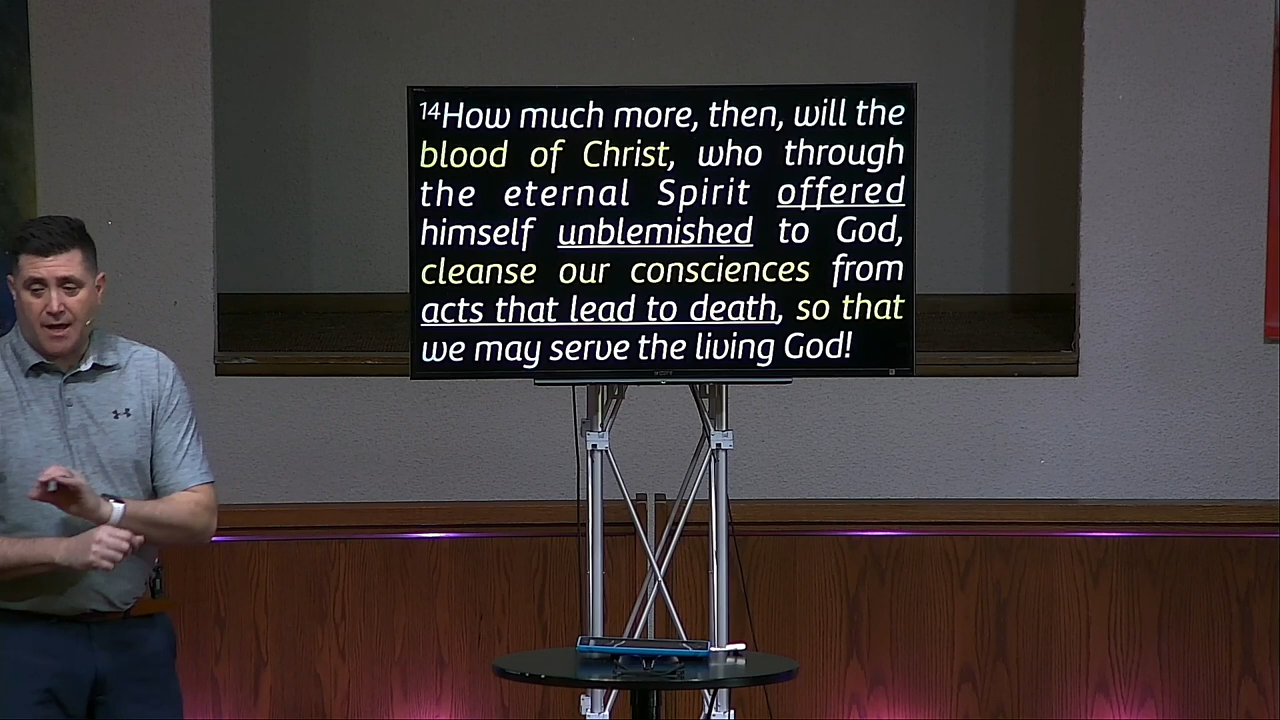 ¹⁴How much more, then, will the
blood of Christ, who through
the eternal Spirit offered
himself unblemished to God,
cleanse our consciences from
acts that lead to death, so that
we may serve the living God!